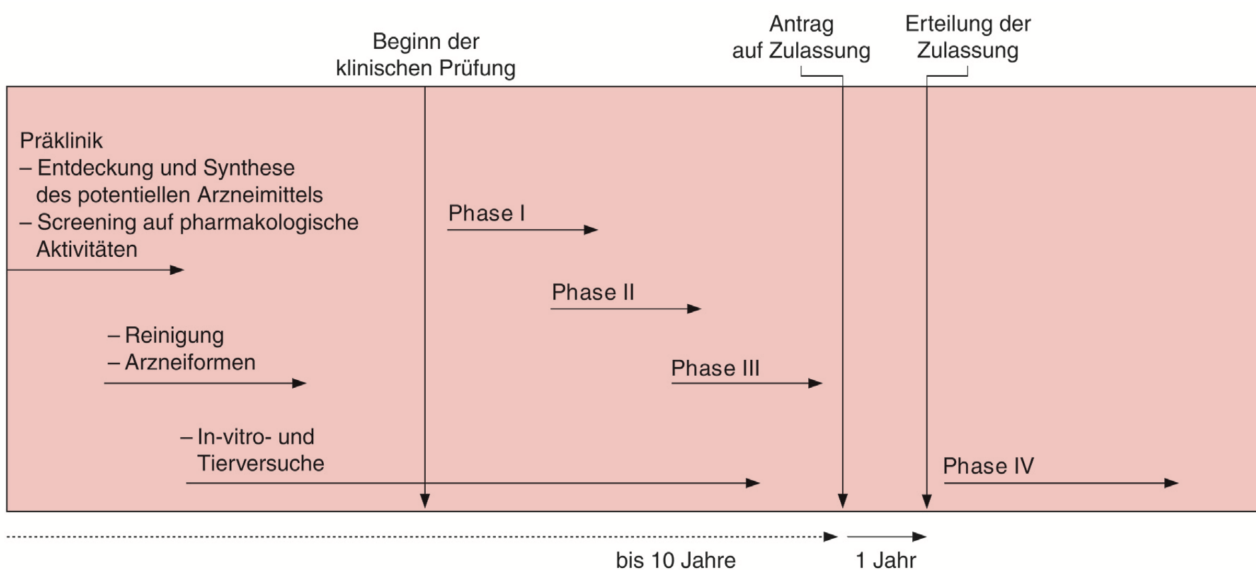 Beginn der
klinischen Prüfung
Antrag
auf Zulassung
Erteilung der
Zulassung
Präklinik
– Entdeckung und Synthese
des potentiellen Arzneimittels
– Screening auf pharmakologische
Aktivitäten
– Reinigung
– Arzneiformen
– In-vitro- und
Tierversuche
Phase I
Phase II
Phase III
Phase IV
bis 10 Jahre
1 Jahr